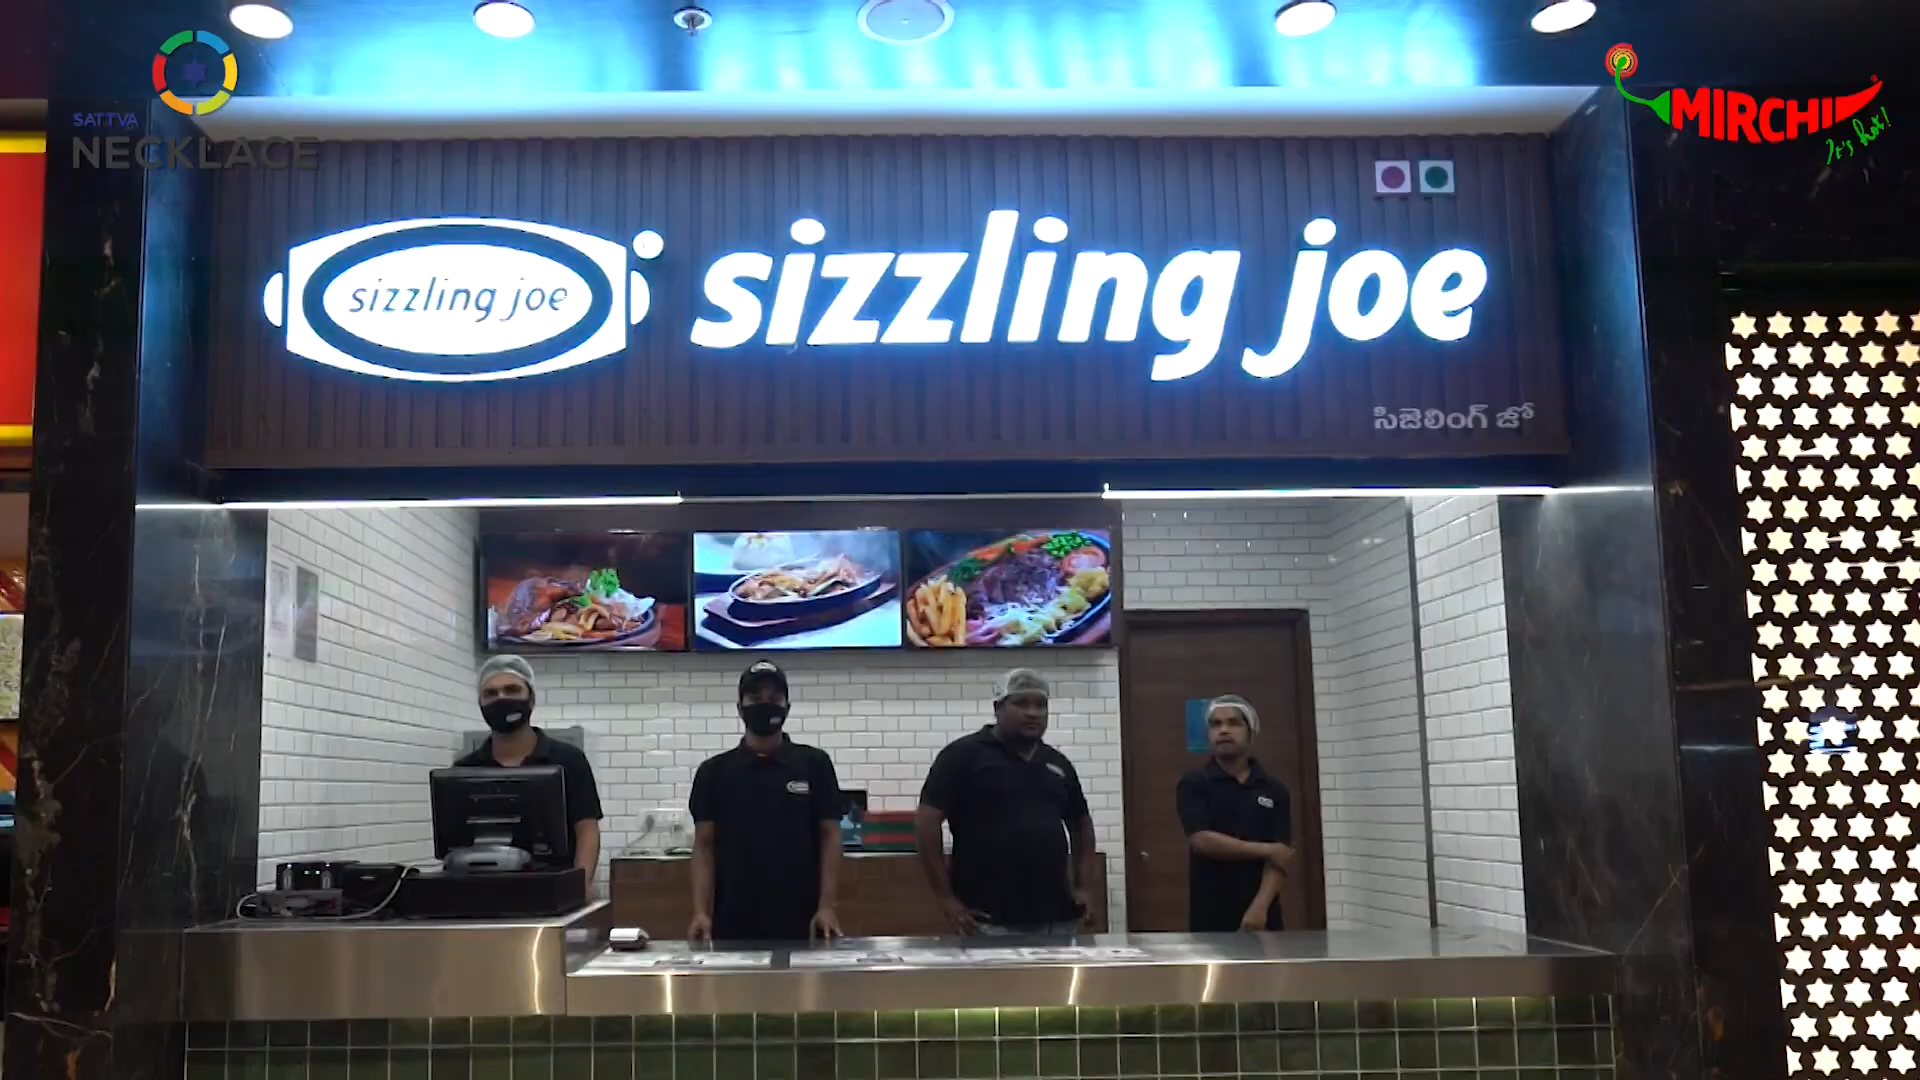 SATTVA
NECKLACE
MIRCHI
It's hot!
sizzling joe
sizzling joe
సిజెలింగ్ జో